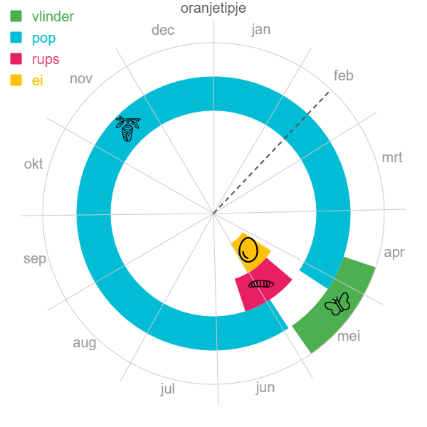 oranjetipje
vlinder
pop
rups
ei
jan
feb
mrt
apr
mei
jun
jul
aug
sep
okt
nov
dec